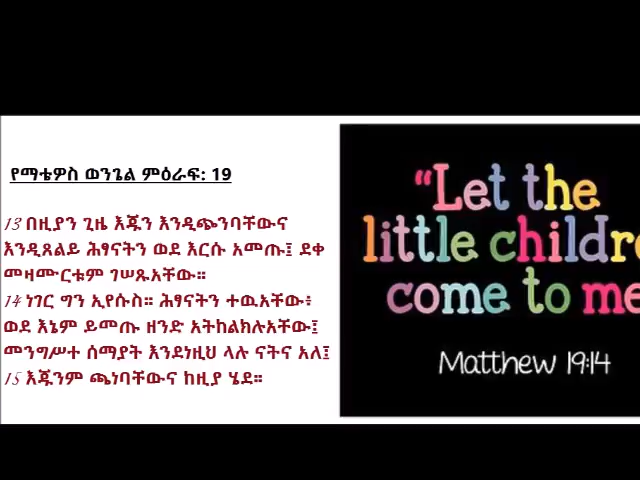 የማቴዎስ ወንጌል ምዕራፍ: 19
13 በዚያን ጊዜ እጁን እንዲጭንባቸውና
እንዲጸልይ ሕፃናትን ወደ እርሱ አመጡ፤ ደቀ
መዛሙርቱም ገሠጹአቸው።
14 ነገር ግን ኢየሱስ። ሕፃናትን ተዉአቸው፥
ወደ እኔም ይመጡ ዘንድ አትከልክሉአቸው፤
መንግሥተ ሰማያት እንደነዚህ ላሉ ናትና አለ፤
15 እጁንም ጫነባቸውና ከዚያ ሄደ።
“Let the
little childre
come to me
Matthew 19:14